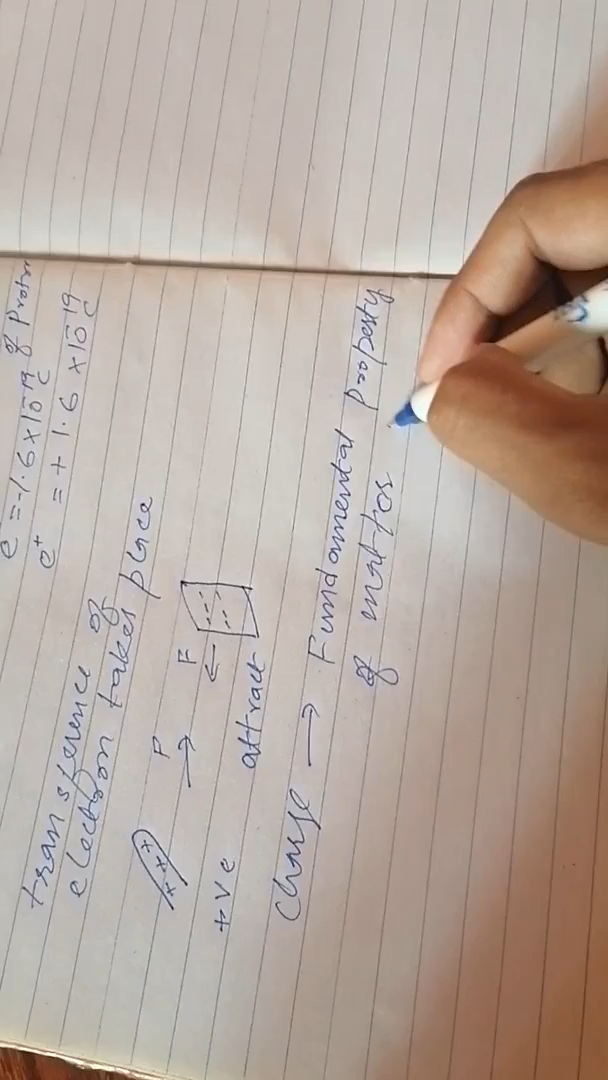 e = -1.6 × 10⁻¹⁹ C of Proton
e⁺ = + 1.6 × 10⁻¹⁹ C
transference of
electron takes place
F F
+++
+ve attract
Charge → Fundamental property
of matter